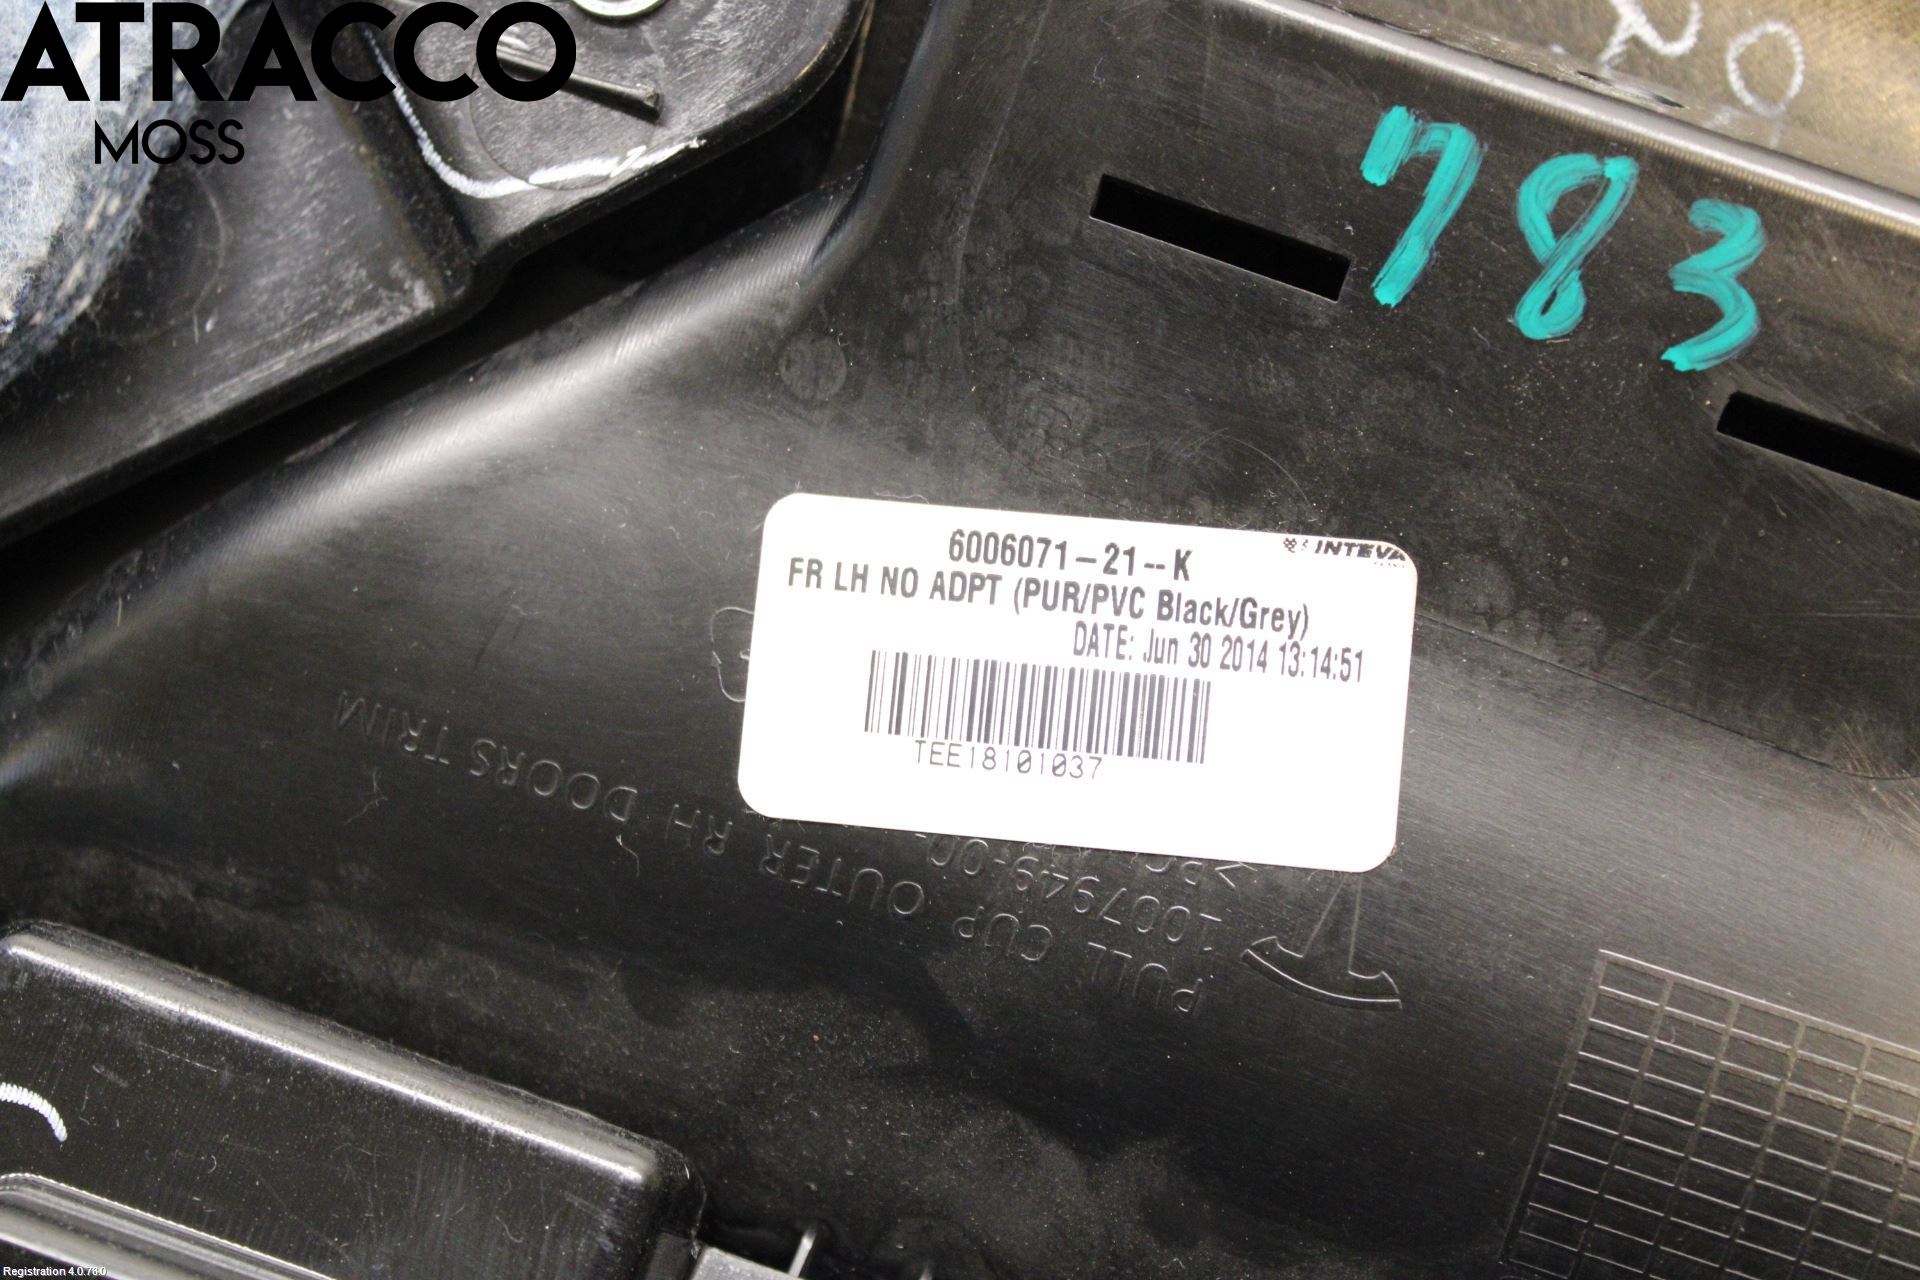 ATRACCO
MOSS
783
6006071-21--K
INTEVA
FR LH NO ADPT (PUR/PVC Black/Grey)
DATE: Jun 30 2014 13:14:51
TEE18101037
PULL CUP OUTER RH DOORS TRIM
1007949-00-
Registration 4.0.76.0